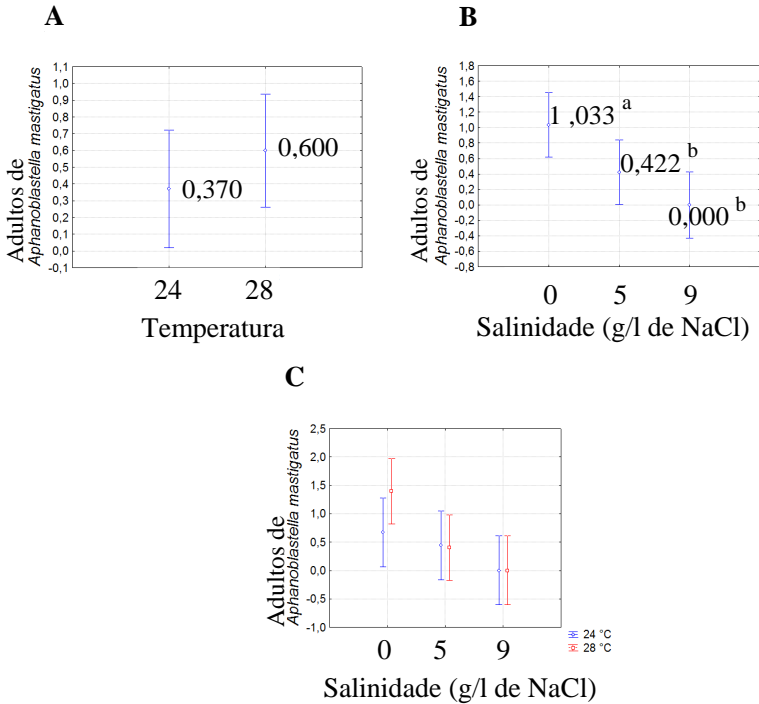 A
Adultos de
Aphanoblastella mastigatus
1,1
1,0
0,9
0,8
0,7
0,6
0,5
0,4
0,3
0,2
0,1
0,0
-0,1
0,370
0,600
24 28
Temperatura
B
Adultos de
Aphanoblastella mastigatus
1,8
1,6
1,4
1,2
1,0
0,8
0,6
0,4
0,2
0,0
-0,2
-0,4
-0,6
-0,8
1 ,033 a
0,422 b
0,000 b
0 5 9
Salinidade (g/l de NaCl)
C
Adultos de
Aphanoblastella mastigatus
2,5
2,0
1,5
1,0
0,5
0,0
-0,5
-1,0
0 5 9
24 °C
28 °C
Salinidade (g/l de NaCl)